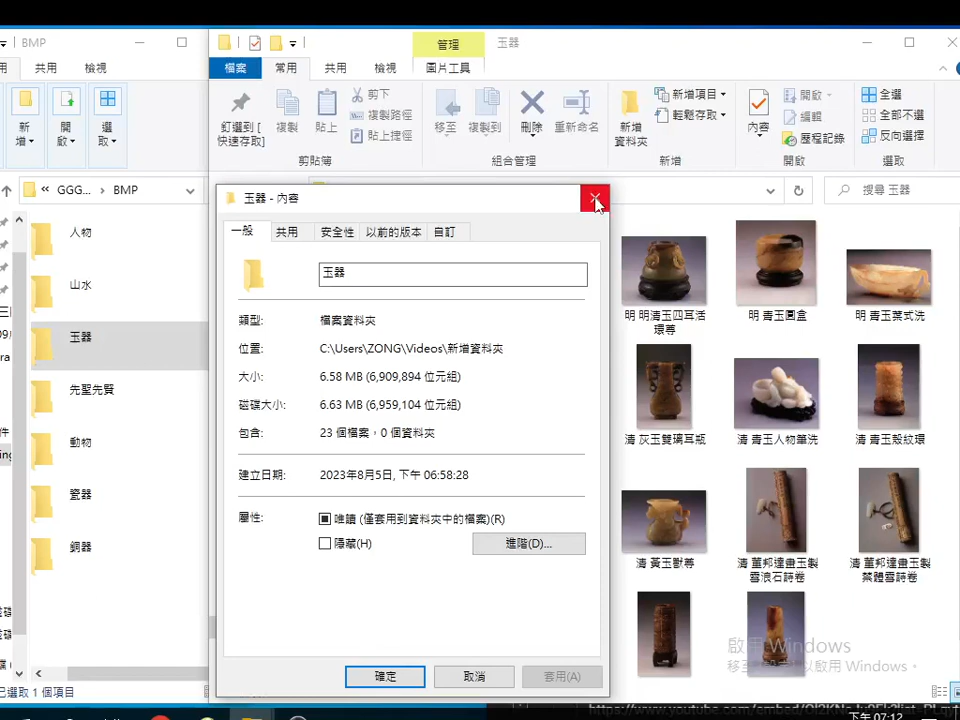 BMP
管理
玉器
用
共用
檢視
檔案
常用
共用
檢視
圖片工具
新
增
開
啟
選
取
釘選到 [
快速存取]
複製
貼上
剪下
複製路徑
貼上捷徑
剪貼簿
移至
複製到
刪除
重新命名
組合管理
新增
資料夾
新增項目
輕鬆存取
新增
內容
開啟
編輯
歷程記錄
開啟
全選
全部不選
反向選擇
選取
« GGG... › BMP
搜尋 玉器
人物
山水
玉器
先聖先賢
動物
瓷器
銅器
已選取 1 個項目
玉器 - 內容
一般
共用
安全性
以前的版本
自訂
玉器
類型:
檔案資料夾
位置:
C:\Users\ZONG\Videos\新增資料夾
大小:
6.58 MB (6,909,894 位元組)
磁碟大小:
6.63 MB (6,959,104 位元組)
包含:
23 個檔案，0 個資料夾
建立日期:
2023年8月5日, 下午 06:58:28
屬性:
唯讀 (僅套用到資料夾中的檔案)(R)
隱藏(H)
進階(D)...
確定
取消
套用(A)
明 明清玉四耳活
環尊
明 青玉圓盒
明 青玉葉式洗
清 灰玉雙螭耳瓶
清 青玉人物筆洗
清 青玉殼紋環
清 黃玉獸尊
清 董邦達畫玉製
雪浪石詩卷
清 董邦達畫玉製
禁體雪詩卷
啟用 Windows
下午 07:12